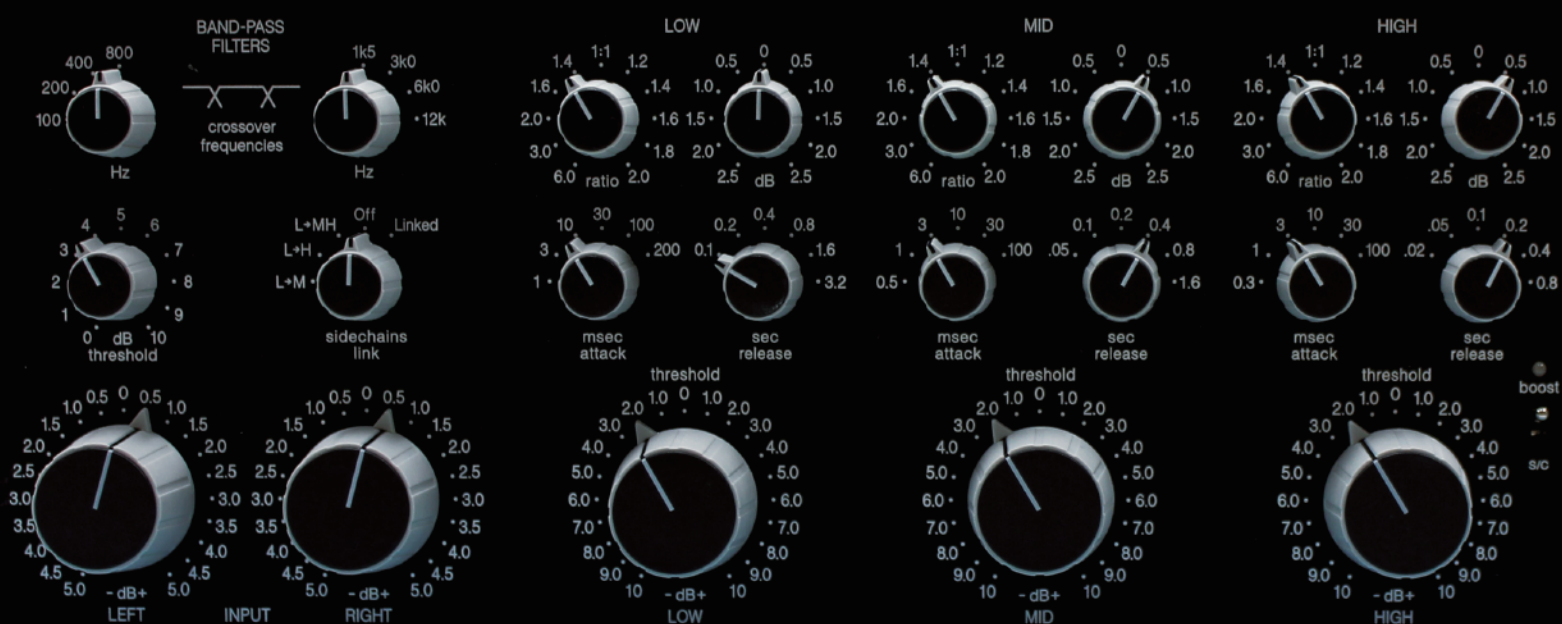 BAND-PASS
FILTERS
LOW
MID
HIGH
100 200 400 800
1k5 3k0 6k0 12k
crossover
frequencies
Hz
Hz
6.0 3.0 2.0 1.6 1.4 1:1 1.2 1.4 1.6 1.8 2.0
ratio
2.5 2.0 1.5 1.0 0.5 0 0.5 1.0 1.5 2.0 2.5
dB
6.0 3.0 2.0 1.6 1.4 1:1 1.2 1.4 1.6 1.8 2.0
ratio
2.5 2.0 1.5 1.0 0.5 0 0.5 1.0 1.5 2.0 2.5
dB
6.0 3.0 2.0 1.6 1.4 1:1 1.2 1.4 1.6 1.8 2.0
ratio
2.5 2.0 1.5 1.0 0.5 0 0.5 1.0 1.5 2.0 2.5
dB
0 1 2 3 4 5 6 7 8 9 10
dB
threshold
L→M L→H L→MH Off Linked
sidechains
link
1 3 10 30 100 200
msec
attack
0.1 0.2 0.4 0.8 1.6 3.2
sec
release
0.5 1 3 10 30 100
msec
attack
.05 0.1 0.2 0.4 0.8 1.6
sec
release
0.3 1 3 10 30 100
msec
attack
.02 .05 0.1 0.2 0.4 0.8
sec
release
5.0 4.5 4.0 3.5 3.0 2.5 2.0 1.5 1.0 0.5 0 0.5 1.0 1.5 2.0 2.5 3.0 3.5 4.0 4.5 5.0
- dB+
LEFT
INPUT
5.0 4.5 4.0 3.5 3.0 2.5 2.0 1.5 1.0 0.5 0 0.5 1.0 1.5 2.0 2.5 3.0 3.5 4.0 4.5 5.0
- dB+
RIGHT
threshold
10 9.0 8.0 7.0 6.0 5.0 4.0 3.0 2.0 1.0 0 1.0 2.0 3.0 4.0 5.0 6.0 7.0 8.0 9.0 10
- dB+
LOW
threshold
10 9.0 8.0 7.0 6.0 5.0 4.0 3.0 2.0 1.0 0 1.0 2.0 3.0 4.0 5.0 6.0 7.0 8.0 9.0 10
- dB+
MID
threshold
10 9.0 8.0 7.0 6.0 5.0 4.0 3.0 2.0 1.0 0 1.0 2.0 3.0 4.0 5.0 6.0 7.0 8.0 9.0 10
- dB+
HIGH
boost
s/c